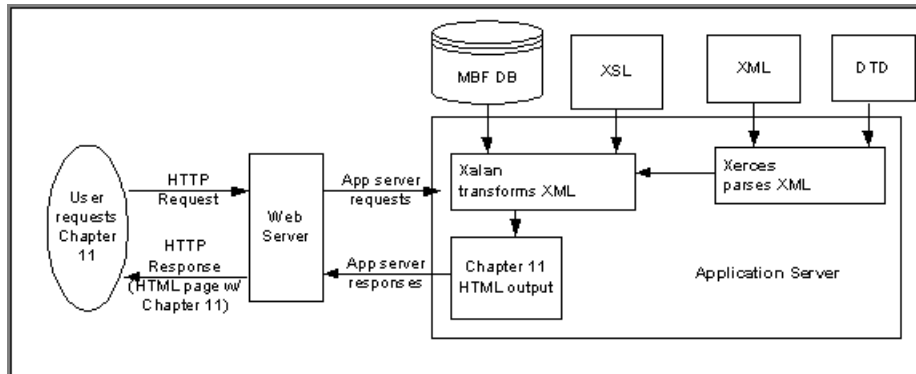 MBF DB
XSL
XML
DTD
User
requests
Chapter
11
HTTP
Request
HTTP
Response
(HTML page w/
Chapter 11)
Web
Server
App server
requests
App server
responses
Xalan
transforms XML
Xerces
parses XML
Chapter 11
HTML output
Application Server